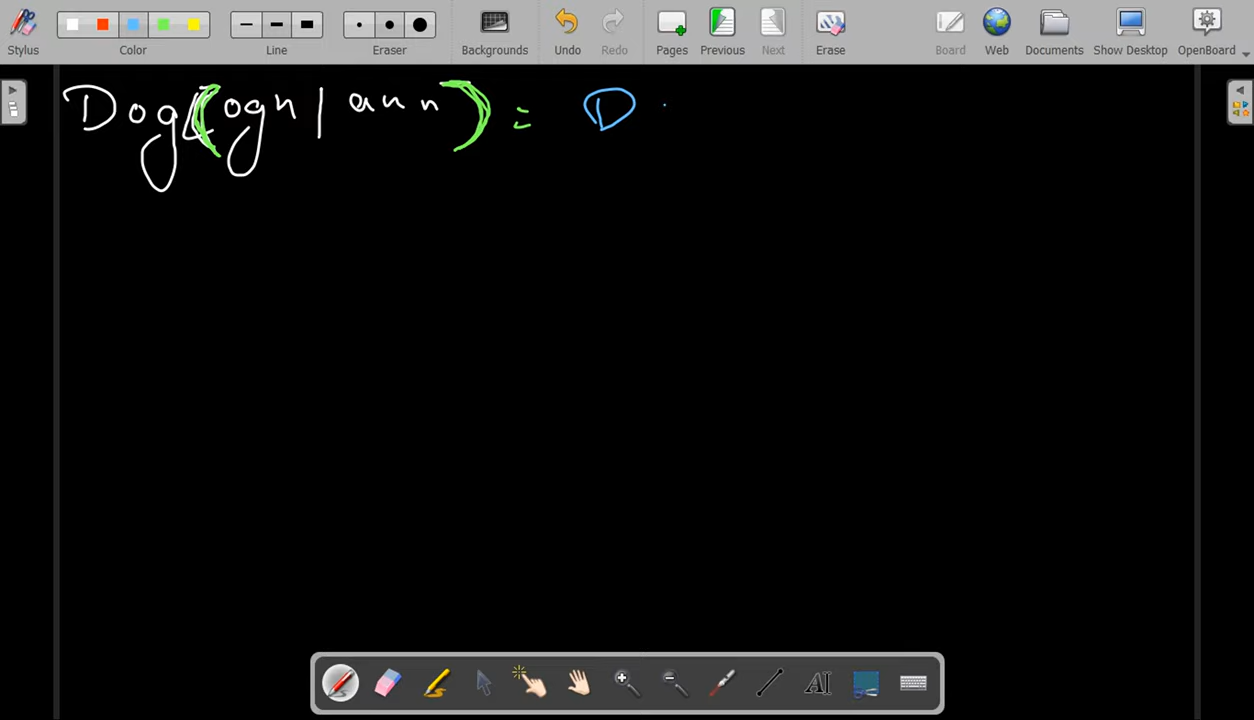 Stylus Color Line Eraser Backgrounds Undo Redo Pages Previous Next Erase Board Web Documents Show Desktop OpenBoard
Dog(ogn | ann) = D
AI